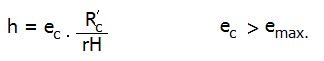 h = e_c . R'_c / rH e_c > e_max.